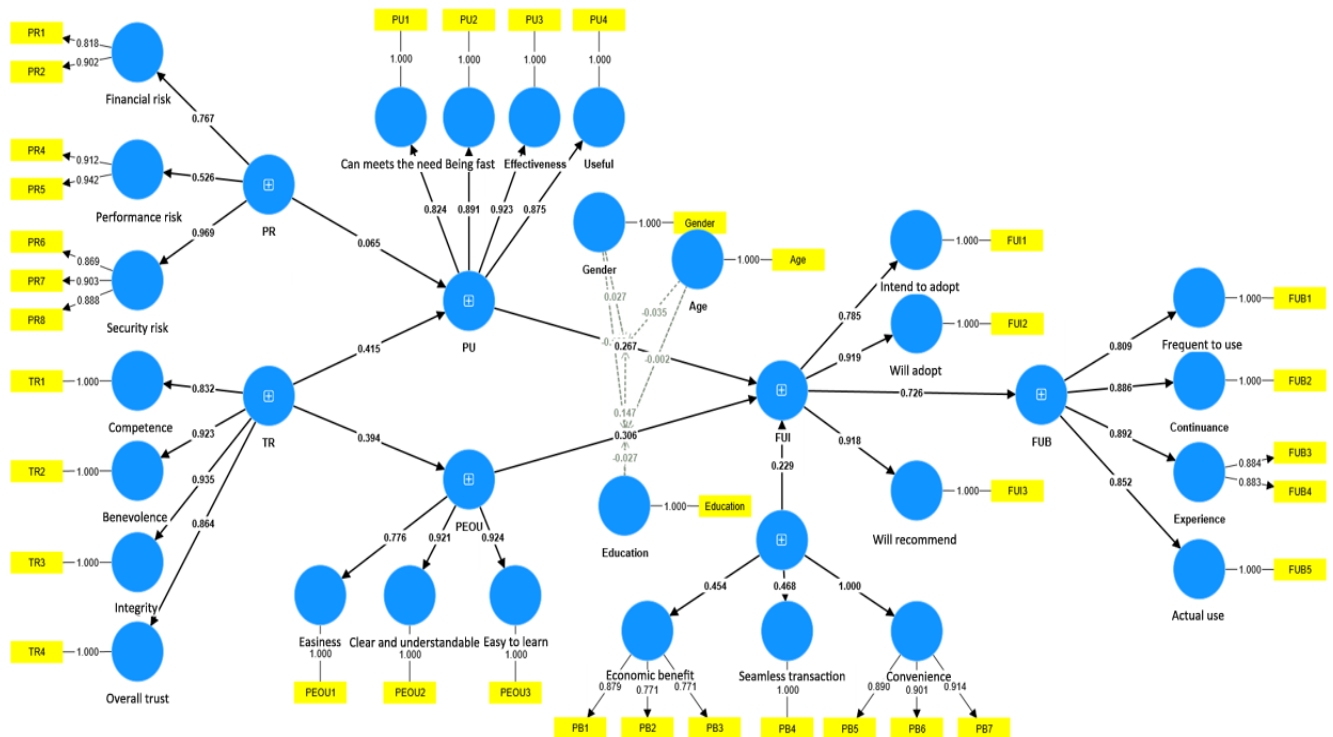 PR1
0.818
PR2
0.902
Financial risk
0.767
PR4
0.912
PR5
0.942
Performance risk
0.526
PR6
0.869
PR7
0.903
PR8
0.888
Security risk
0.969
PR
0.065
PU1 PU2 PU3 PU4
1.000 1.000 1.000 1.000
Can meets the need Being fast Effectiveness Useful
0.824 0.891 0.923 0.875
PU
0.415
TR1
1.000
Competence
0.832
TR2
1.000
Benevolence
0.923
TR3
1.000
Integrity
0.935
TR4
1.000
Overall trust
0.864
TR
0.394
PEOU
0.776 0.921 0.924
Easiness Clear and understandable Easy to learn
1.000 1.000 1.000
PEOU1 PEOU2 PEOU3
Gender
1.000
Gender
Age
1.000
Age
0.027
-0.035
0.267
-0.002
0.147
0.306
-0.027
Education
1.000
Education
FUI
0.229
0.785
Intend to adopt
1.000
FUI1
0.919
Will adopt
1.000
FUI2
0.918
Will recommend
1.000
FUI3
0.726
FUB
0.809
Frequent to use
1.000
FUB1
0.886
Continuance
1.000
FUB2
0.892
Experience
0.884
FUB3
0.883
FUB4
0.852
Actual use
1.000
FUB5
0.454 0.468 1.000
Economic benefit Seamless transaction Convenience
0.879 0.771 0.771 1.000 0.890 0.901 0.914
PB1 PB2 PB3 PB4 PB5 PB6 PB7